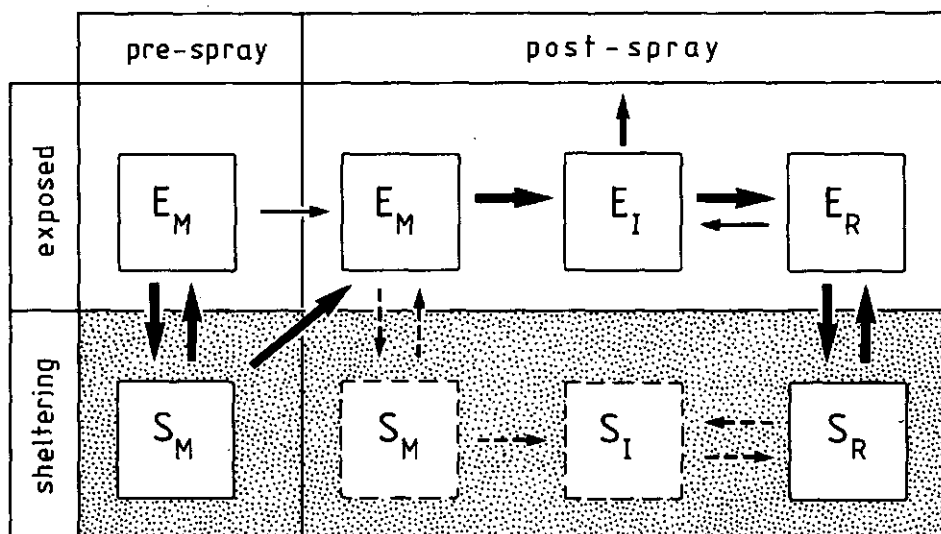 pre-spray post-spray
exposed
E_M E_M E_I E_R
sheltering
S_M S_M S_I S_R